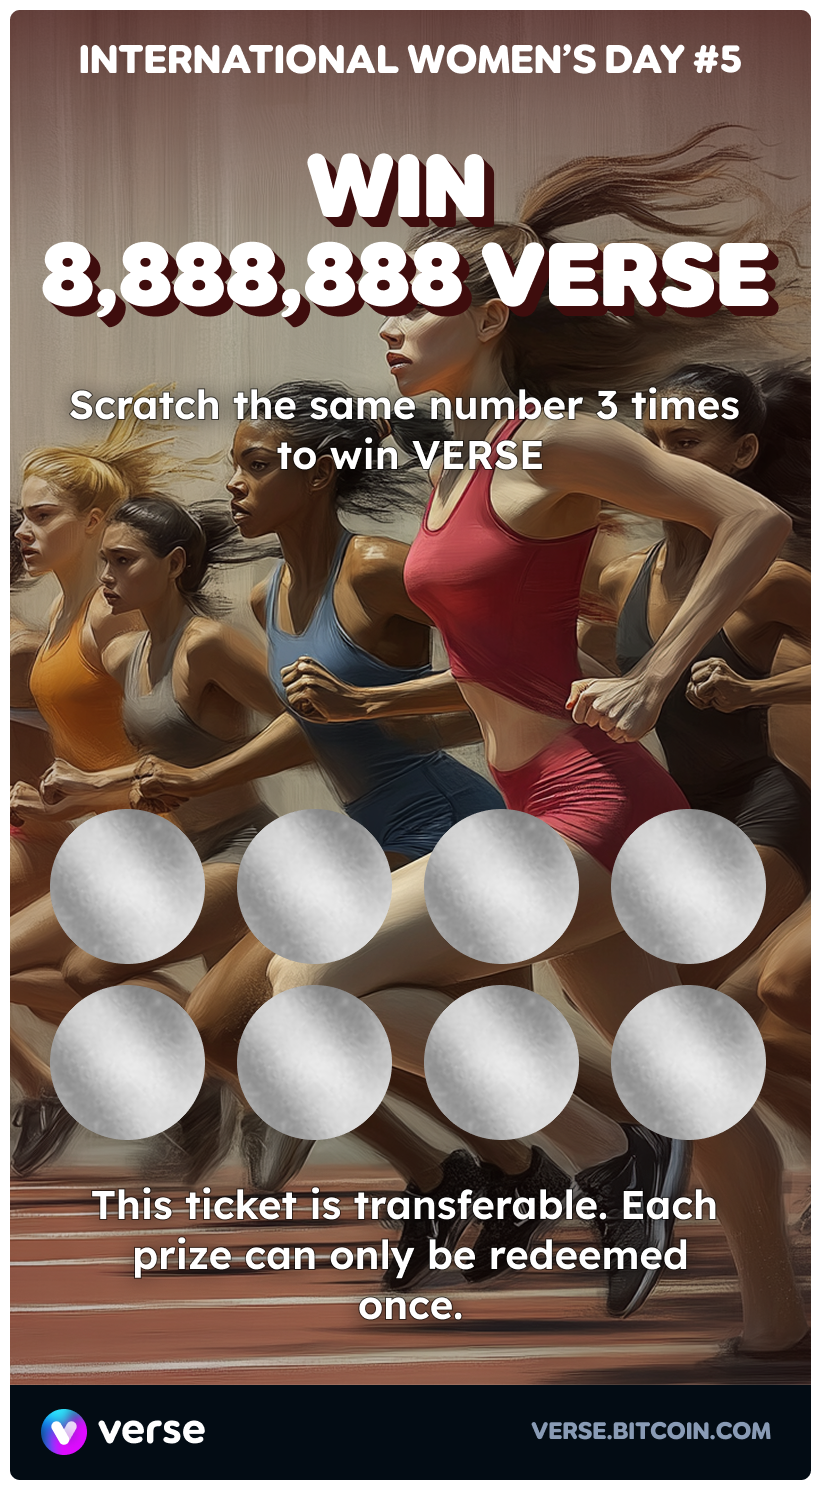 INTERNATIONAL WOMEN’S DAY #5
WIN
8,888,888 VERSE
Scratch the same number 3 times
to win VERSE
This ticket is transferable. Each
prize can only be redeemed
once.
verse
VERSE.BITCOIN.COM